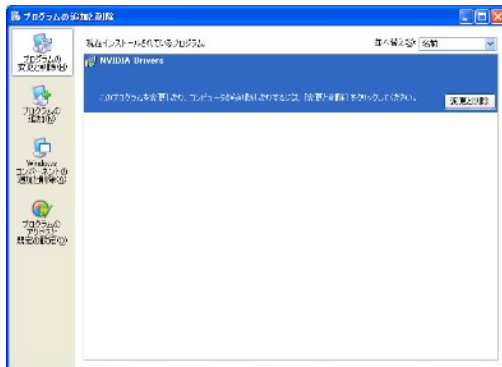 プログラムの追加と削除
プログラムの
変更と削除(H)
プログラムの
追加(N)
Windows
コンポーネントの
追加と削除(A)
プログラムの
アクセスと
既定の設定(O)
現在インストールされているプログラム:
並べ替え(S): 名前
NVIDIA Drivers
このプログラムを変更したり、コンピュータから削除したりするには、[変更と削除] をクリックしてください。
変更と削除